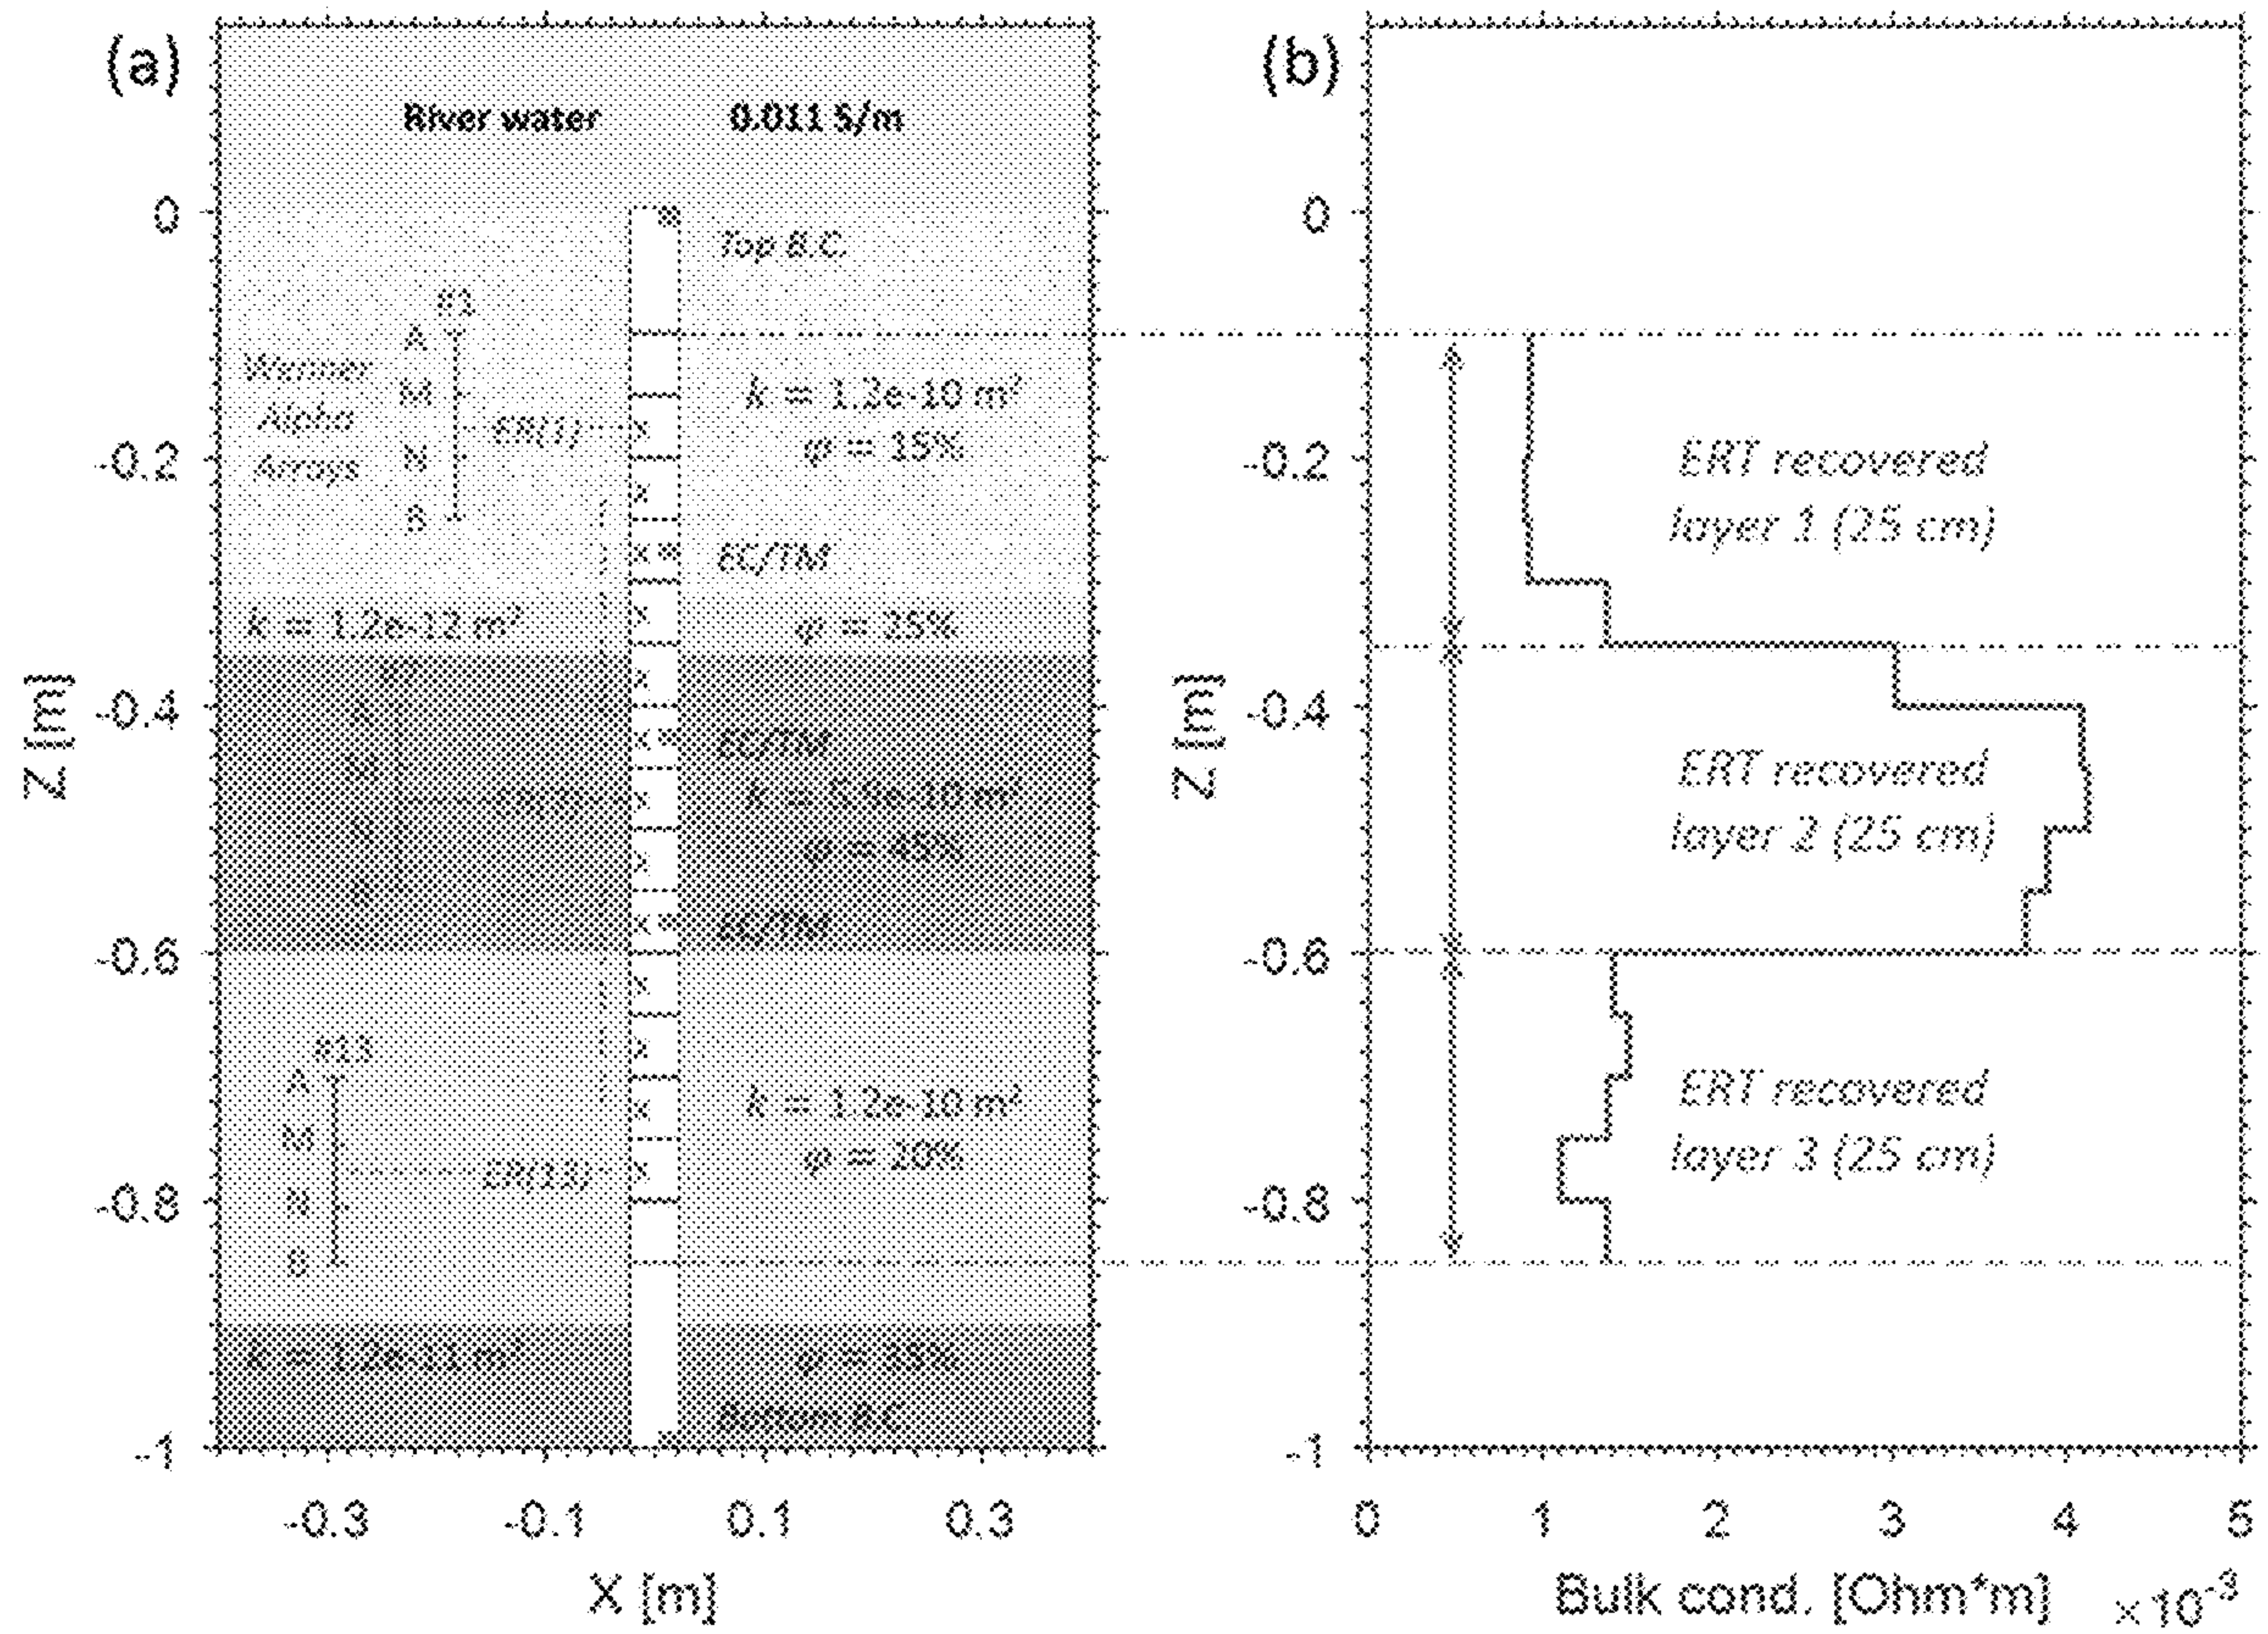 (a)
River water 0.011 S/m
0
Top B.C.
#1
A
Wenner
M
k = 1.2e-10 m²
Alpha
ER(1)
φ = 15%
Arrays
N
-0.2
B
EC/TM
k = 1.2e-12 m²
φ = 25%
Z [m]
-0.4
EC/TM
φ = 45%
EC/TM
-0.6
#13
A
k = 1.2e-10 m²
M
φ = 20%
N
-0.8
B
Bottom B.C.
-1
-0.3 -0.1 0.1 0.3
X [m]
(b)
0
-0.2
ERT recovered
layer 1 (25 cm)
Z [m]
-0.4
ERT recovered
layer 2 (25 cm)
-0.6
ERT recovered
layer 3 (25 cm)
-0.8
-1
0 1 2 3 4 5
Bulk cond. [Ohm*m] ×10⁻³